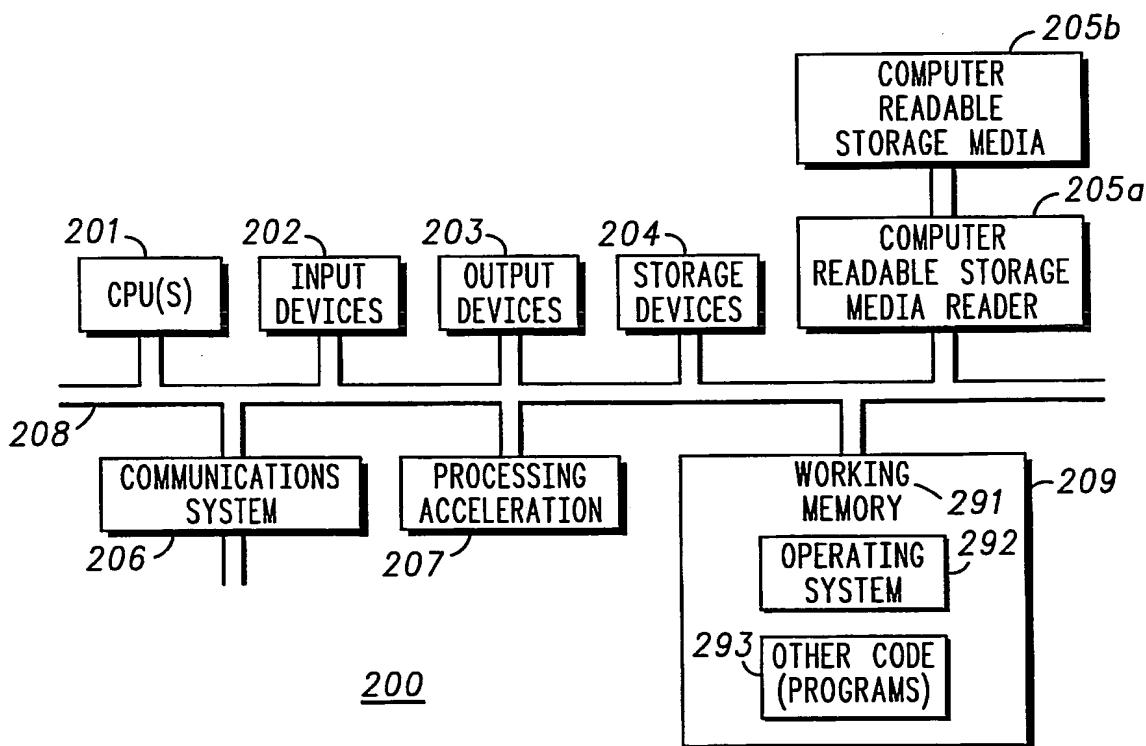 205b
COMPUTER
READABLE
STORAGE MEDIA
205a
COMPUTER
READABLE STORAGE
MEDIA READER
201
CPU(S)
202
INPUT
DEVICES
203
OUTPUT
DEVICES
204
STORAGE
DEVICES
208
COMMUNICATIONS
SYSTEM
206
PROCESSING
ACCELERATION
207
WORKING
MEMORY
291
209
OPERATING
SYSTEM
292
293
OTHER CODE
(PROGRAMS)
200